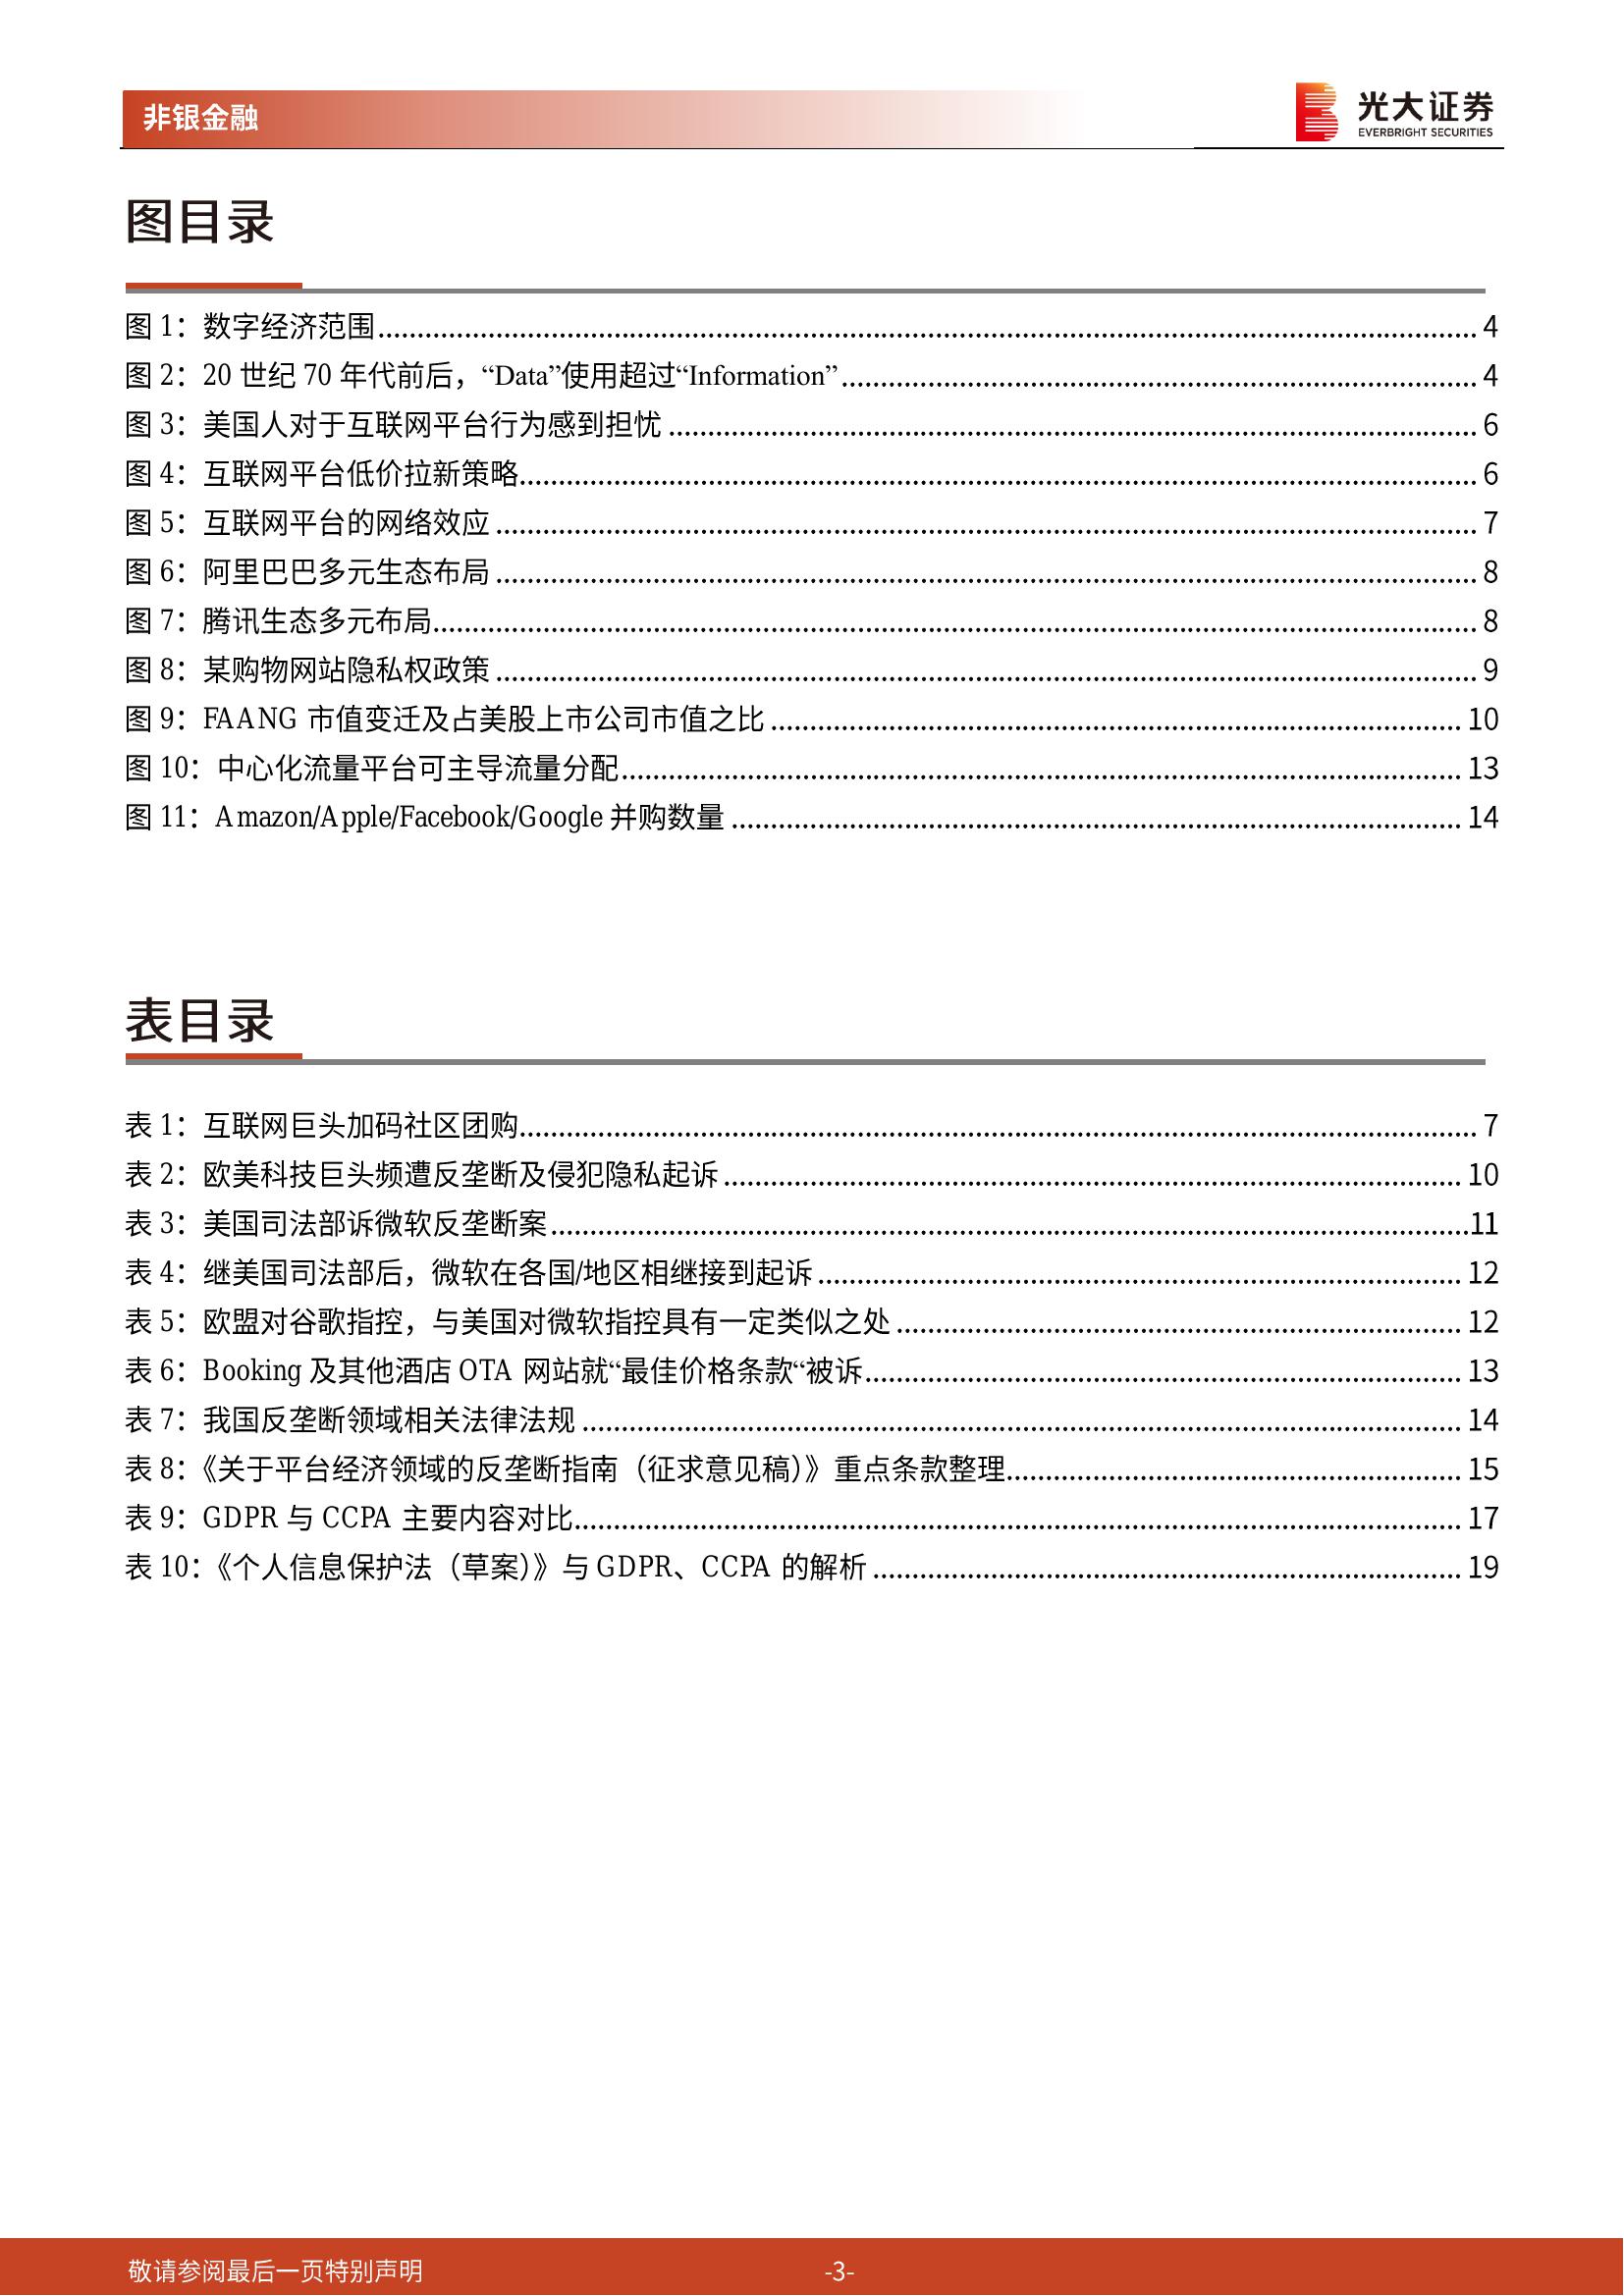 非银金融
光大证券
EVERBRIGHT SECURITIES
图目录
图 1：数字经济范围 4
图 2：20 世纪 70 年代前后，“Data”使用超过“Information” 4
图 3：美国人对于互联网平台行为感到担忧 6
图 4：互联网平台低价拉新策略 6
图 5：互联网平台的网络效应 7
图 6：阿里巴巴多元生态布局 8
图 7：腾讯生态多元布局 8
图 8：某购物网站隐私权政策 9
图 9：FAANG 市值变迁及占美股上市公司市值之比 10
图 10：中心化流量平台可主导流量分配 13
图 11：Amazon/Apple/Facebook/Google 并购数量 14
表目录
表 1：互联网巨头加码社区团购 7
表 2：欧美科技巨头频遭反垄断及侵犯隐私起诉 10
表 3：美国司法部诉微软反垄断案 11
表 4：继美国司法部后，微软在各国/地区相继接到起诉 12
表 5：欧盟对谷歌指控，与美国对微软指控具有一定类似之处 12
表 6：Booking 及其他酒店 OTA 网站就“最佳价格条款“被诉 13
表 7：我国反垄断领域相关法律法规 14
表 8：《关于平台经济领域的反垄断指南（征求意见稿）》重点条款整理 15
表 9：GDPR 与 CCPA 主要内容对比 17
表 10：《个人信息保护法（草案）》与 GDPR、CCPA 的解析 19
敬请参阅最后一页特别声明
-3-